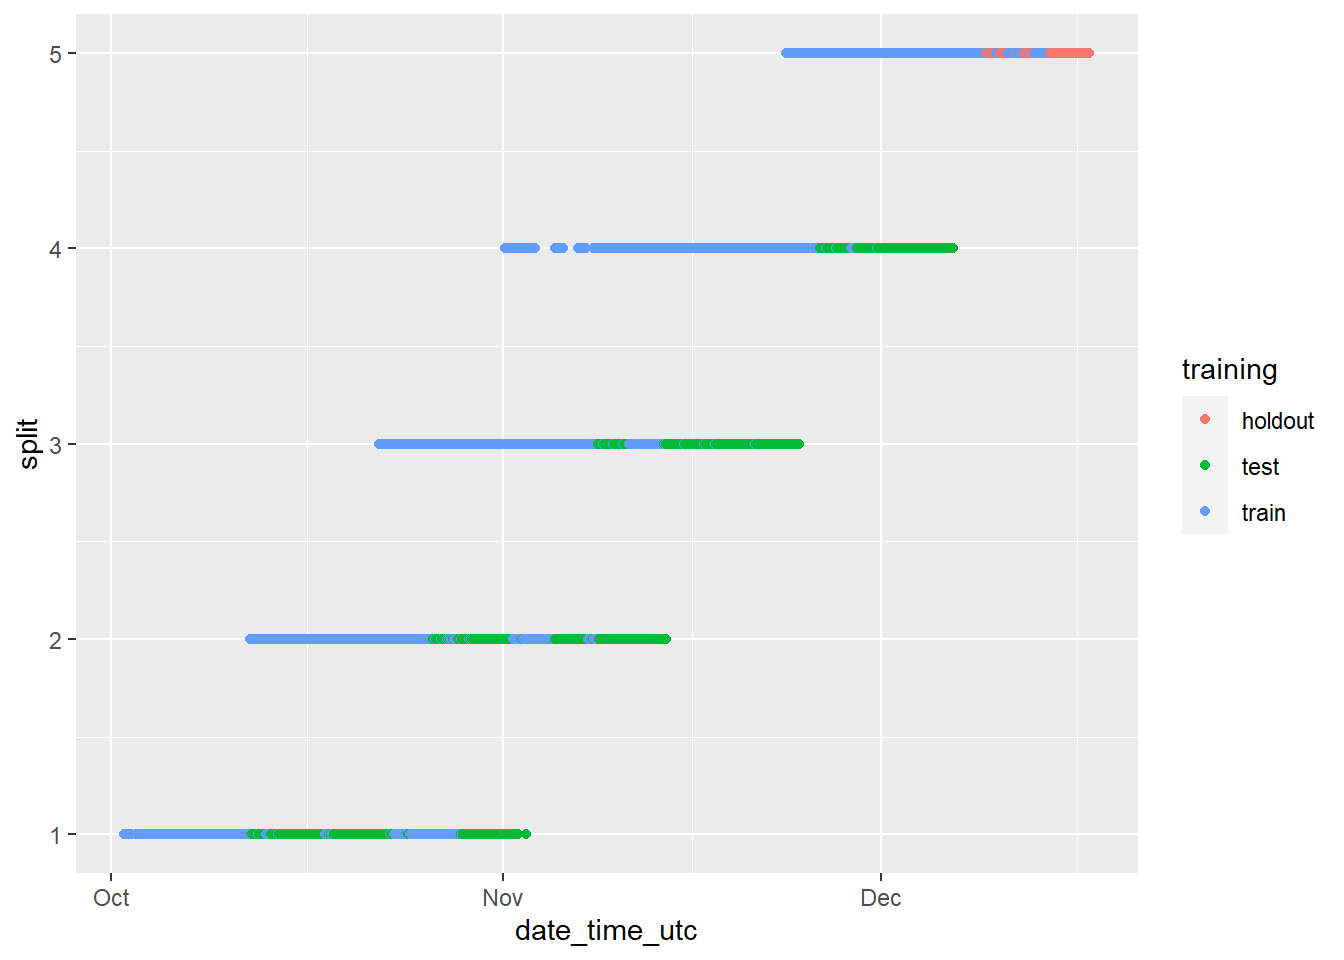 5
4
3
2
1
split
Oct
Nov
Dec
date_time_utc
training
holdout
test
train